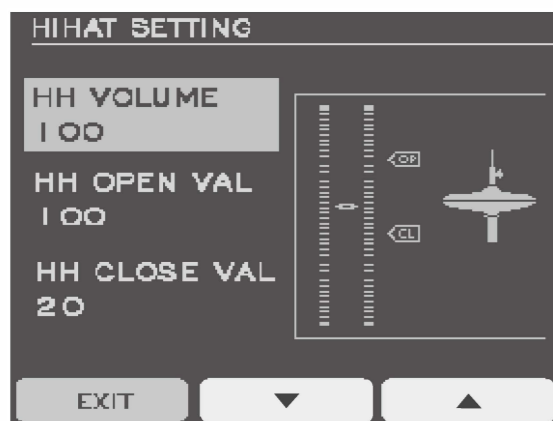 HIHAT SETTING
HH VOLUME
100
HH OPEN VAL
100
HH CLOSE VAL
20
OP
CL
EXIT